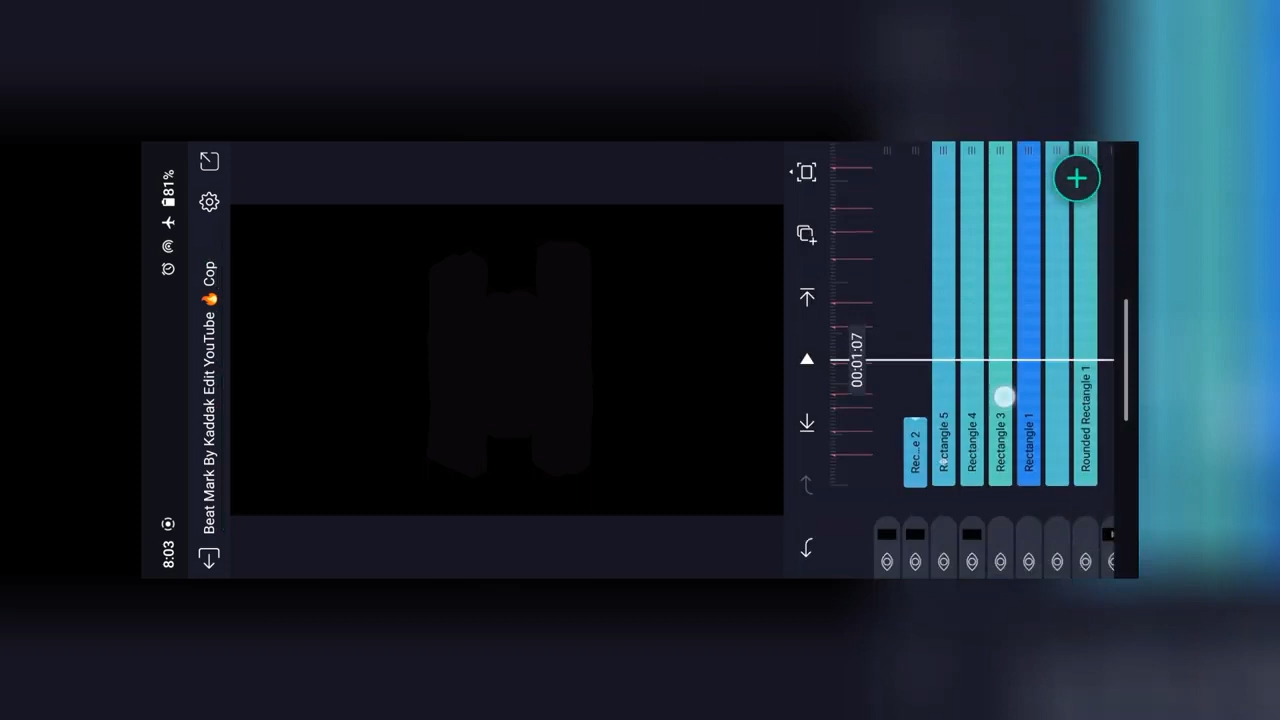 8:03
81%
Beat Mark By Kaddak Edit YouTube 🔥 Cop
00:01:07
Rec...e 2
Rectangle 5
Rectangle 4
Rectangle 3
Rectangle 1
Rounded Rectangle 1